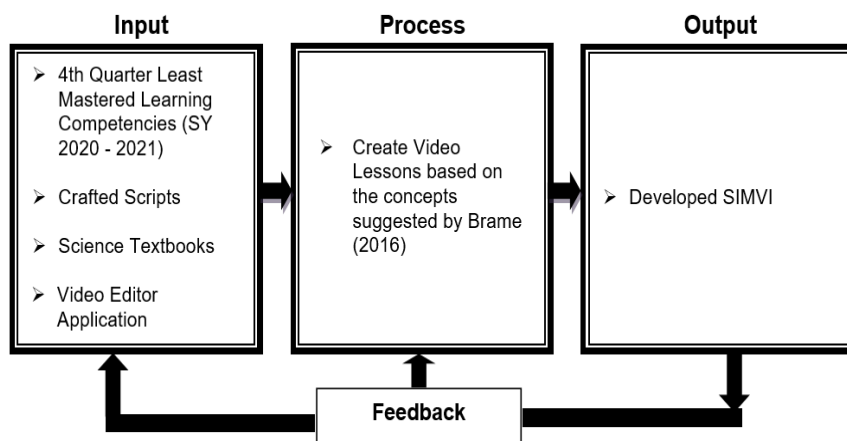 Input
➢ 4th Quarter Least
Mastered Learning
Competencies (SY
2020 - 2021)
➢ Crafted Scripts
➢ Science Textbooks
➢ Video Editor
Application
Process
➢ Create Video
Lessons based on
the concepts
suggested by Brame
(2016)
Output
➢ Developed SIMVI
Feedback